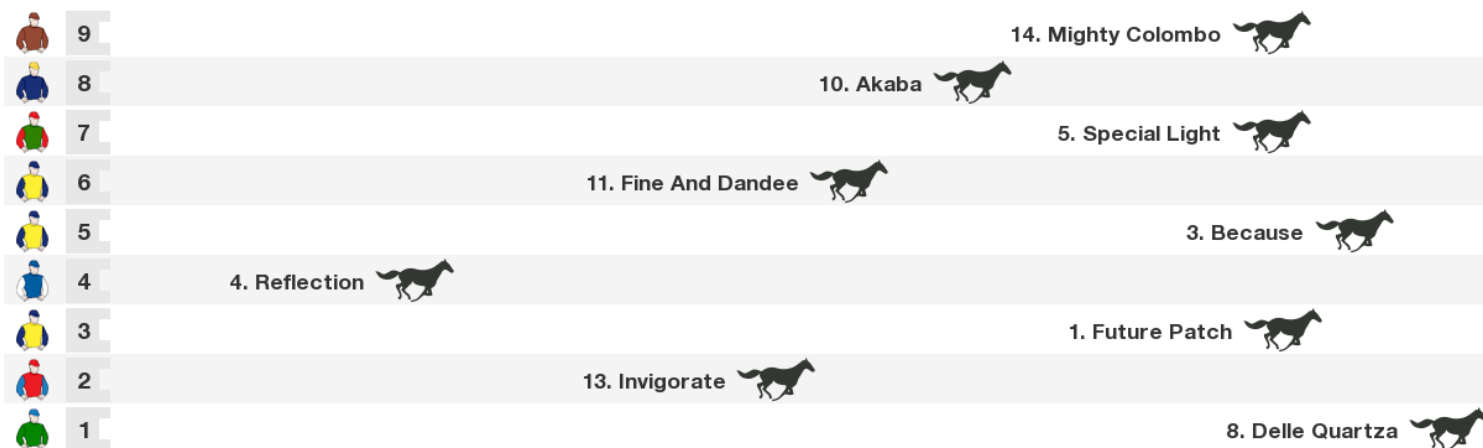 9 14. Mighty Colombo
8 10. Akaba
7 5. Special Light
6 11. Fine And Dandee
5 3. Because
4 4. Reflection
3 1. Future Patch
2 13. Invigorate
1 8. Delle Quartza